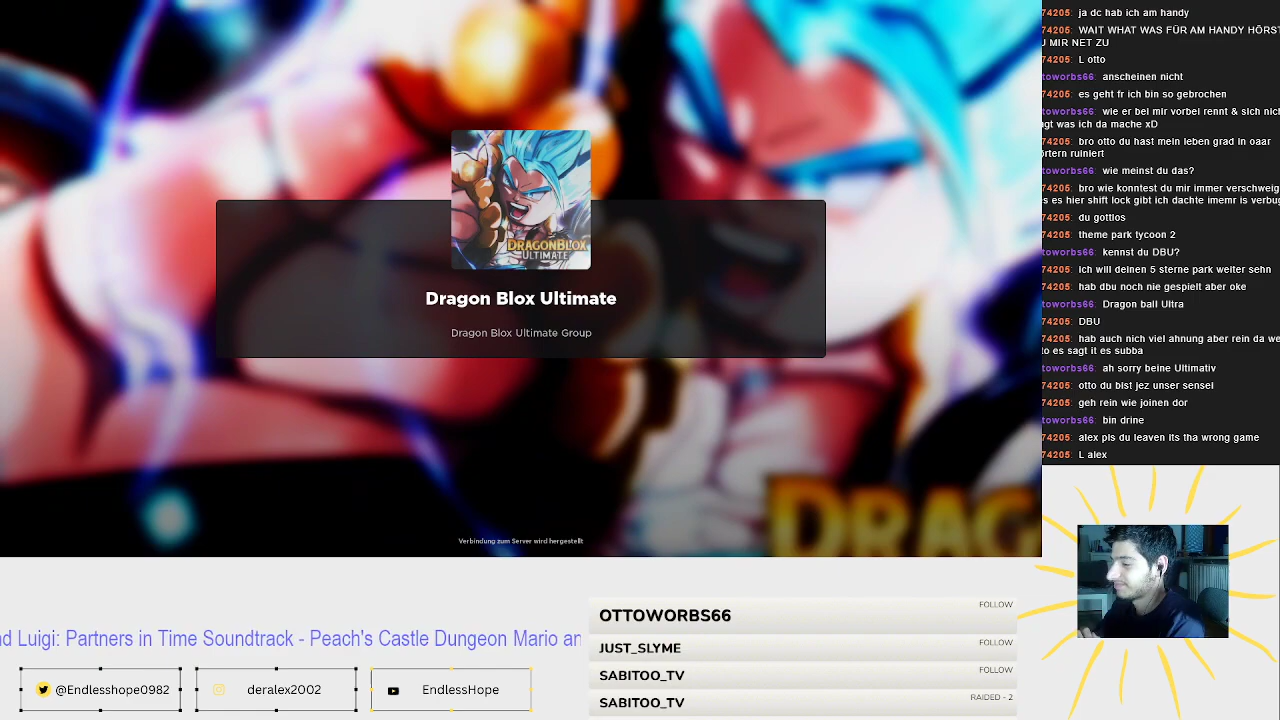 74205: ja dc hab ich am handy
74205: WAIT WHAT WAS FÜR AM HANDY HÖRST
U MIR NET ZU
74205: L otto
toworbs66: anscheinen nicht
74205: es geht fr ich bin so gebrochen
toworbs66: wie er bei mir vorbei rennt & sich nich
gt was ich da mache xD
74205: bro otto du hast mein leben grad in oaar
örtern ruiniert
toworbs66: wie meinst du das?
74205: bro wie konntest du mir immer verschweig
s es hier shift lock gibt ich dachte imemr is verbug
74205: du gottlos
74205: theme park tycoon 2
toworbs66: kennst du DBU?
74205: ich will deinen 5 sterne park weiter sehn
74205: hab dbu noch nie gespielt aber oke
toworbs66: Dragon ball Ultra
74205: DBU
74205: hab auch nich viel ahnung aber rein da we
to es sagt it es subba
toworbs66: ah sorry beine Ultimativ
74205: otto du bist jez unser sensei
74205: geh rein wie joinen dor
toworbs66: bin drine
74205: alex pls du leaven its tha wrong game
74205: L alex
DRAGONBLOX
ULTIMATE
Dragon Blox Ultimate
Dragon Blox Ultimate Group
DRAG
Verbindung zum Server wird hergestellt
nd Luigi: Partners in Time Soundtrack - Peach's Castle Dungeon Mario an
@Endlesshope0982
deralex2002
EndlessHope
OTTOWORBS66 FOLLOW
JUST_SLYME FOLLOW
SABITOO_TV FOLLOW
SABITOO_TV RAIDED - 2